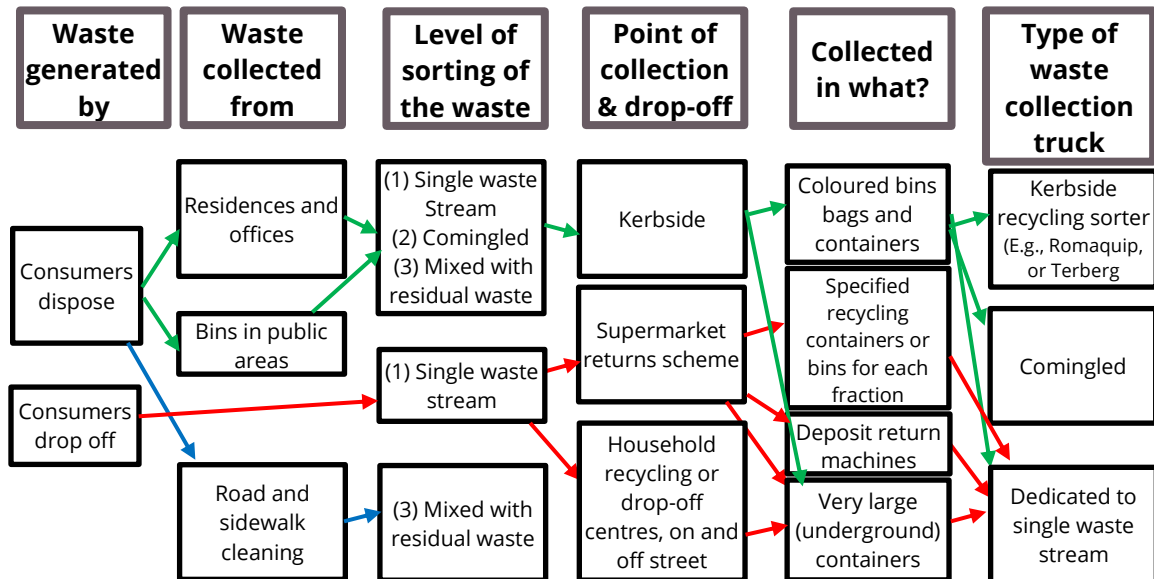 Waste
generated
by
Waste
collected
from
Level of
sorting of
the waste
Point of
collection
& drop-off
Collected
in what?
Type of
waste
collection
truck
Consumers
dispose
Consumers
drop off
Residences and
offices
Bins in public
areas
Road and
sidewalk
cleaning
(1) Single waste
Stream
(2) Comingled
(3) Mixed with
residual waste
(1) Single waste
stream
(3) Mixed with
residual waste
Kerbside
Supermarket
returns scheme
Household
recycling or
drop-off
centres, on and
off street
Coloured bins
bags and
containers
Specified
recycling
containers or
bins for each
fraction
Deposit return
machines
Very large
(underground)
containers
Kerbside
recycling sorter
(E.g., Romaquip,
or Terberg
Comingled
Dedicated to
single waste
stream